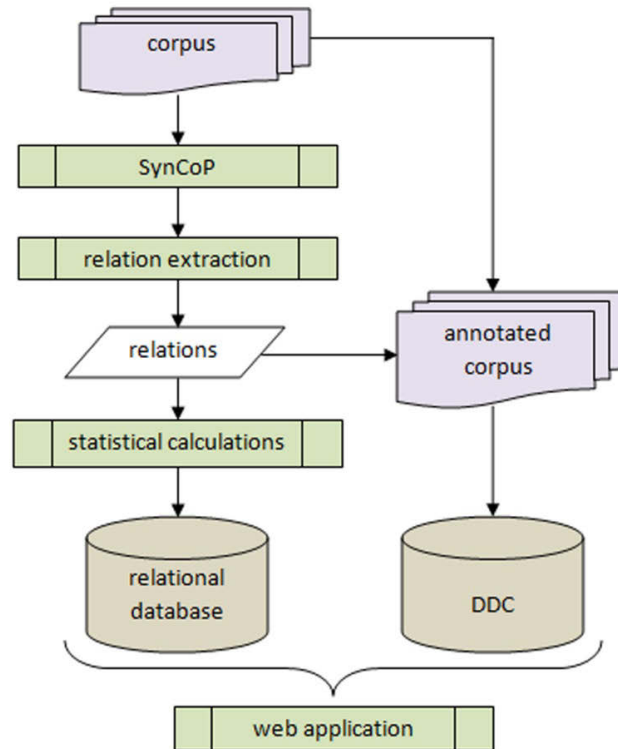 corpus
SynCoP
relation extraction
relations
annotated
corpus
statistical calculations
relational
database
DDC
web application